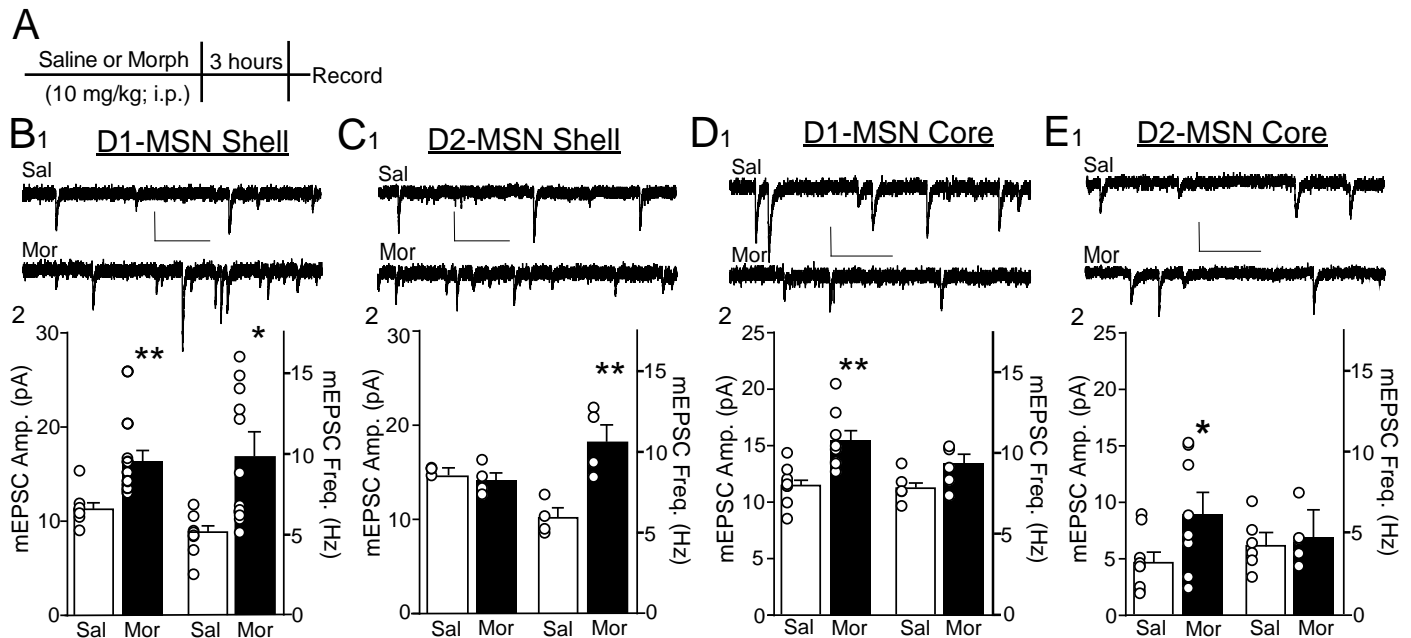 A
Saline or Morph
3 hours
Record
(10 mg/kg; i.p.)
B1
D1-MSN Shell
Sal
Mor
2
30
20
10
0
mEPSC Amp. (pA)
**
*
15
10
5
0
mEPSC Freq. (Hz)
Sal Mor Sal Mor
C1
D2-MSN Shell
Sal
Mor
2
30
20
10
0
mEPSC Amp. (pA)
**
15
10
5
0
mEPSC Freq. (Hz)
Sal Mor Sal Mor
D1
D1-MSN Core
Sal
Mor
2
25
20
15
10
5
0
mEPSC Amp. (pA)
**
15
10
5
0
mEPSC Freq. (Hz)
Sal Mor Sal Mor
E1
D2-MSN Core
Sal
Mor
2
25
20
15
10
5
0
mEPSC Amp. (pA)
*
15
10
5
0
mEPSC Freq. (Hz)
Sal Mor Sal Mor